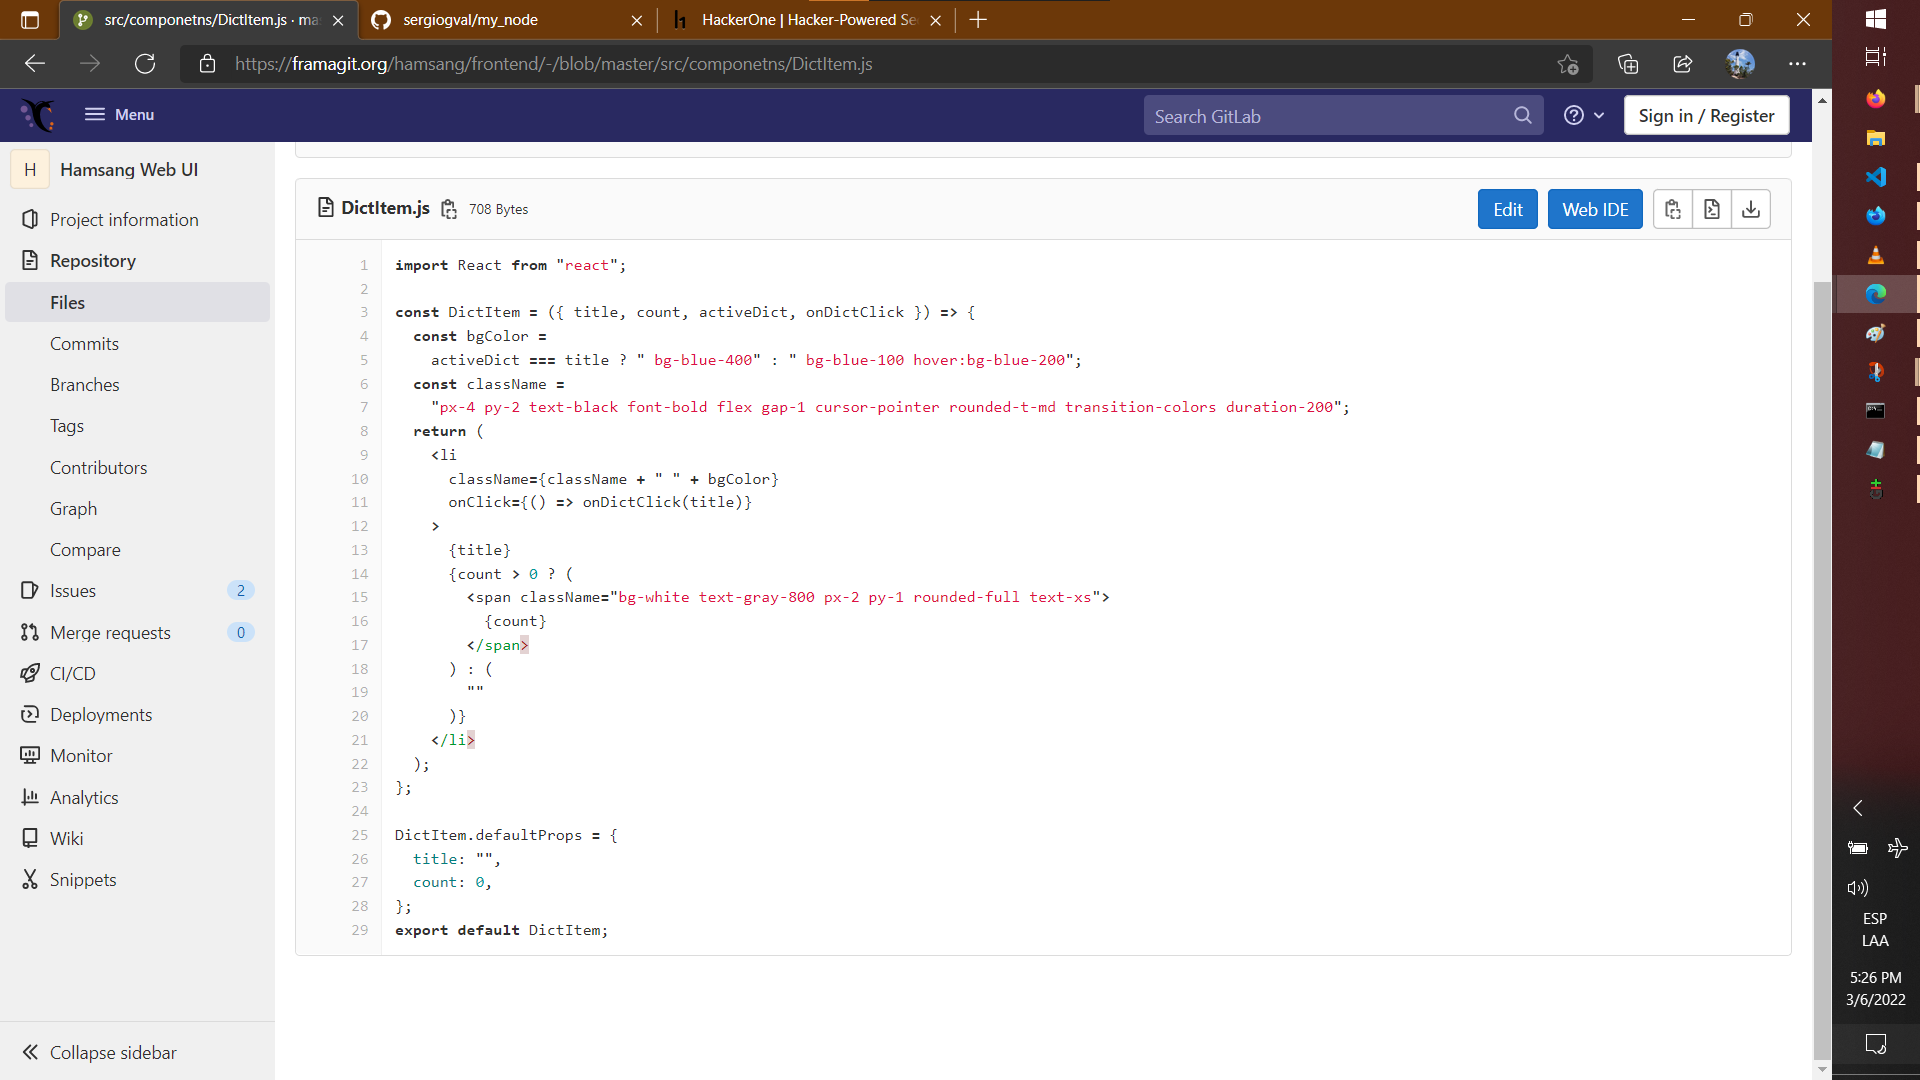 src/componetns/DictItem.js · ma
sergiogval/my_node
HackerOne | Hacker-Powered Se
https://framagit.org/hamsang/frontend/-/blob/master/src/componetns/DictItem.js
Menu
Search GitLab
Sign in / Register
H
Hamsang Web UI
Project information
Repository
Files
Commits
Branches
Tags
Contributors
Graph
Compare
Issues
2
Merge requests
0
CI/CD
Deployments
Monitor
Analytics
Wiki
Snippets
Collapse sidebar
DictItem.js
708 Bytes
Edit
Web IDE
1 import React from "react";
2
3 const DictItem = ({ title, count, activeDict, onDictClick }) => {
4   const bgColor =
5     activeDict === title ? " bg-blue-400" : " bg-blue-100 hover:bg-blue-200";
6   const className =
7     "px-4 py-2 text-black font-bold flex gap-1 cursor-pointer rounded-t-md transition-colors duration-200";
8   return (
9     <li
10       className={className + " " + bgColor}
11       onClick={() => onDictClick(title)}
12     >
13       {title}
14       {count > 0 ? (
15         <span className="bg-white text-gray-800 px-2 py-1 rounded-full text-xs">
16           {count}
17         </span>
18       ) : (
19         ""
20       )}
21     </li>
22   );
23 };
24
25 DictItem.defaultProps = {
26   title: "",
27   count: 0,
28 };
29 export default DictItem;
ESP
LAA
5:26 PM
3/6/2022